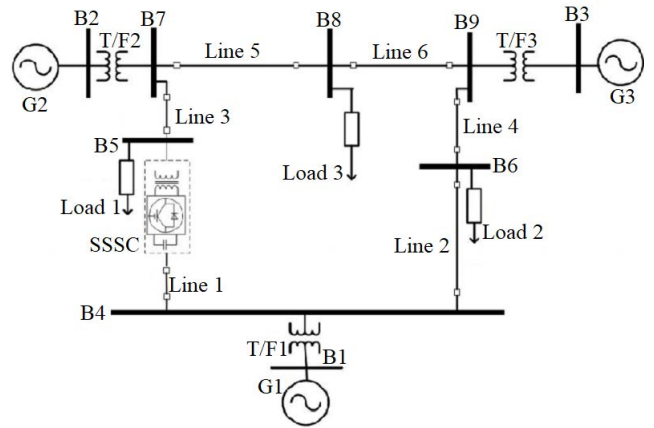 B2
B7
B8
B9
B3
T/F2
Line 5
Line 6
T/F3
G2
G3
Line 3
Line 4
B5
B6
Load 3
Load 1
Load 2
SSSC
Line 2
Line 1
B4
T/F1
B1
G1